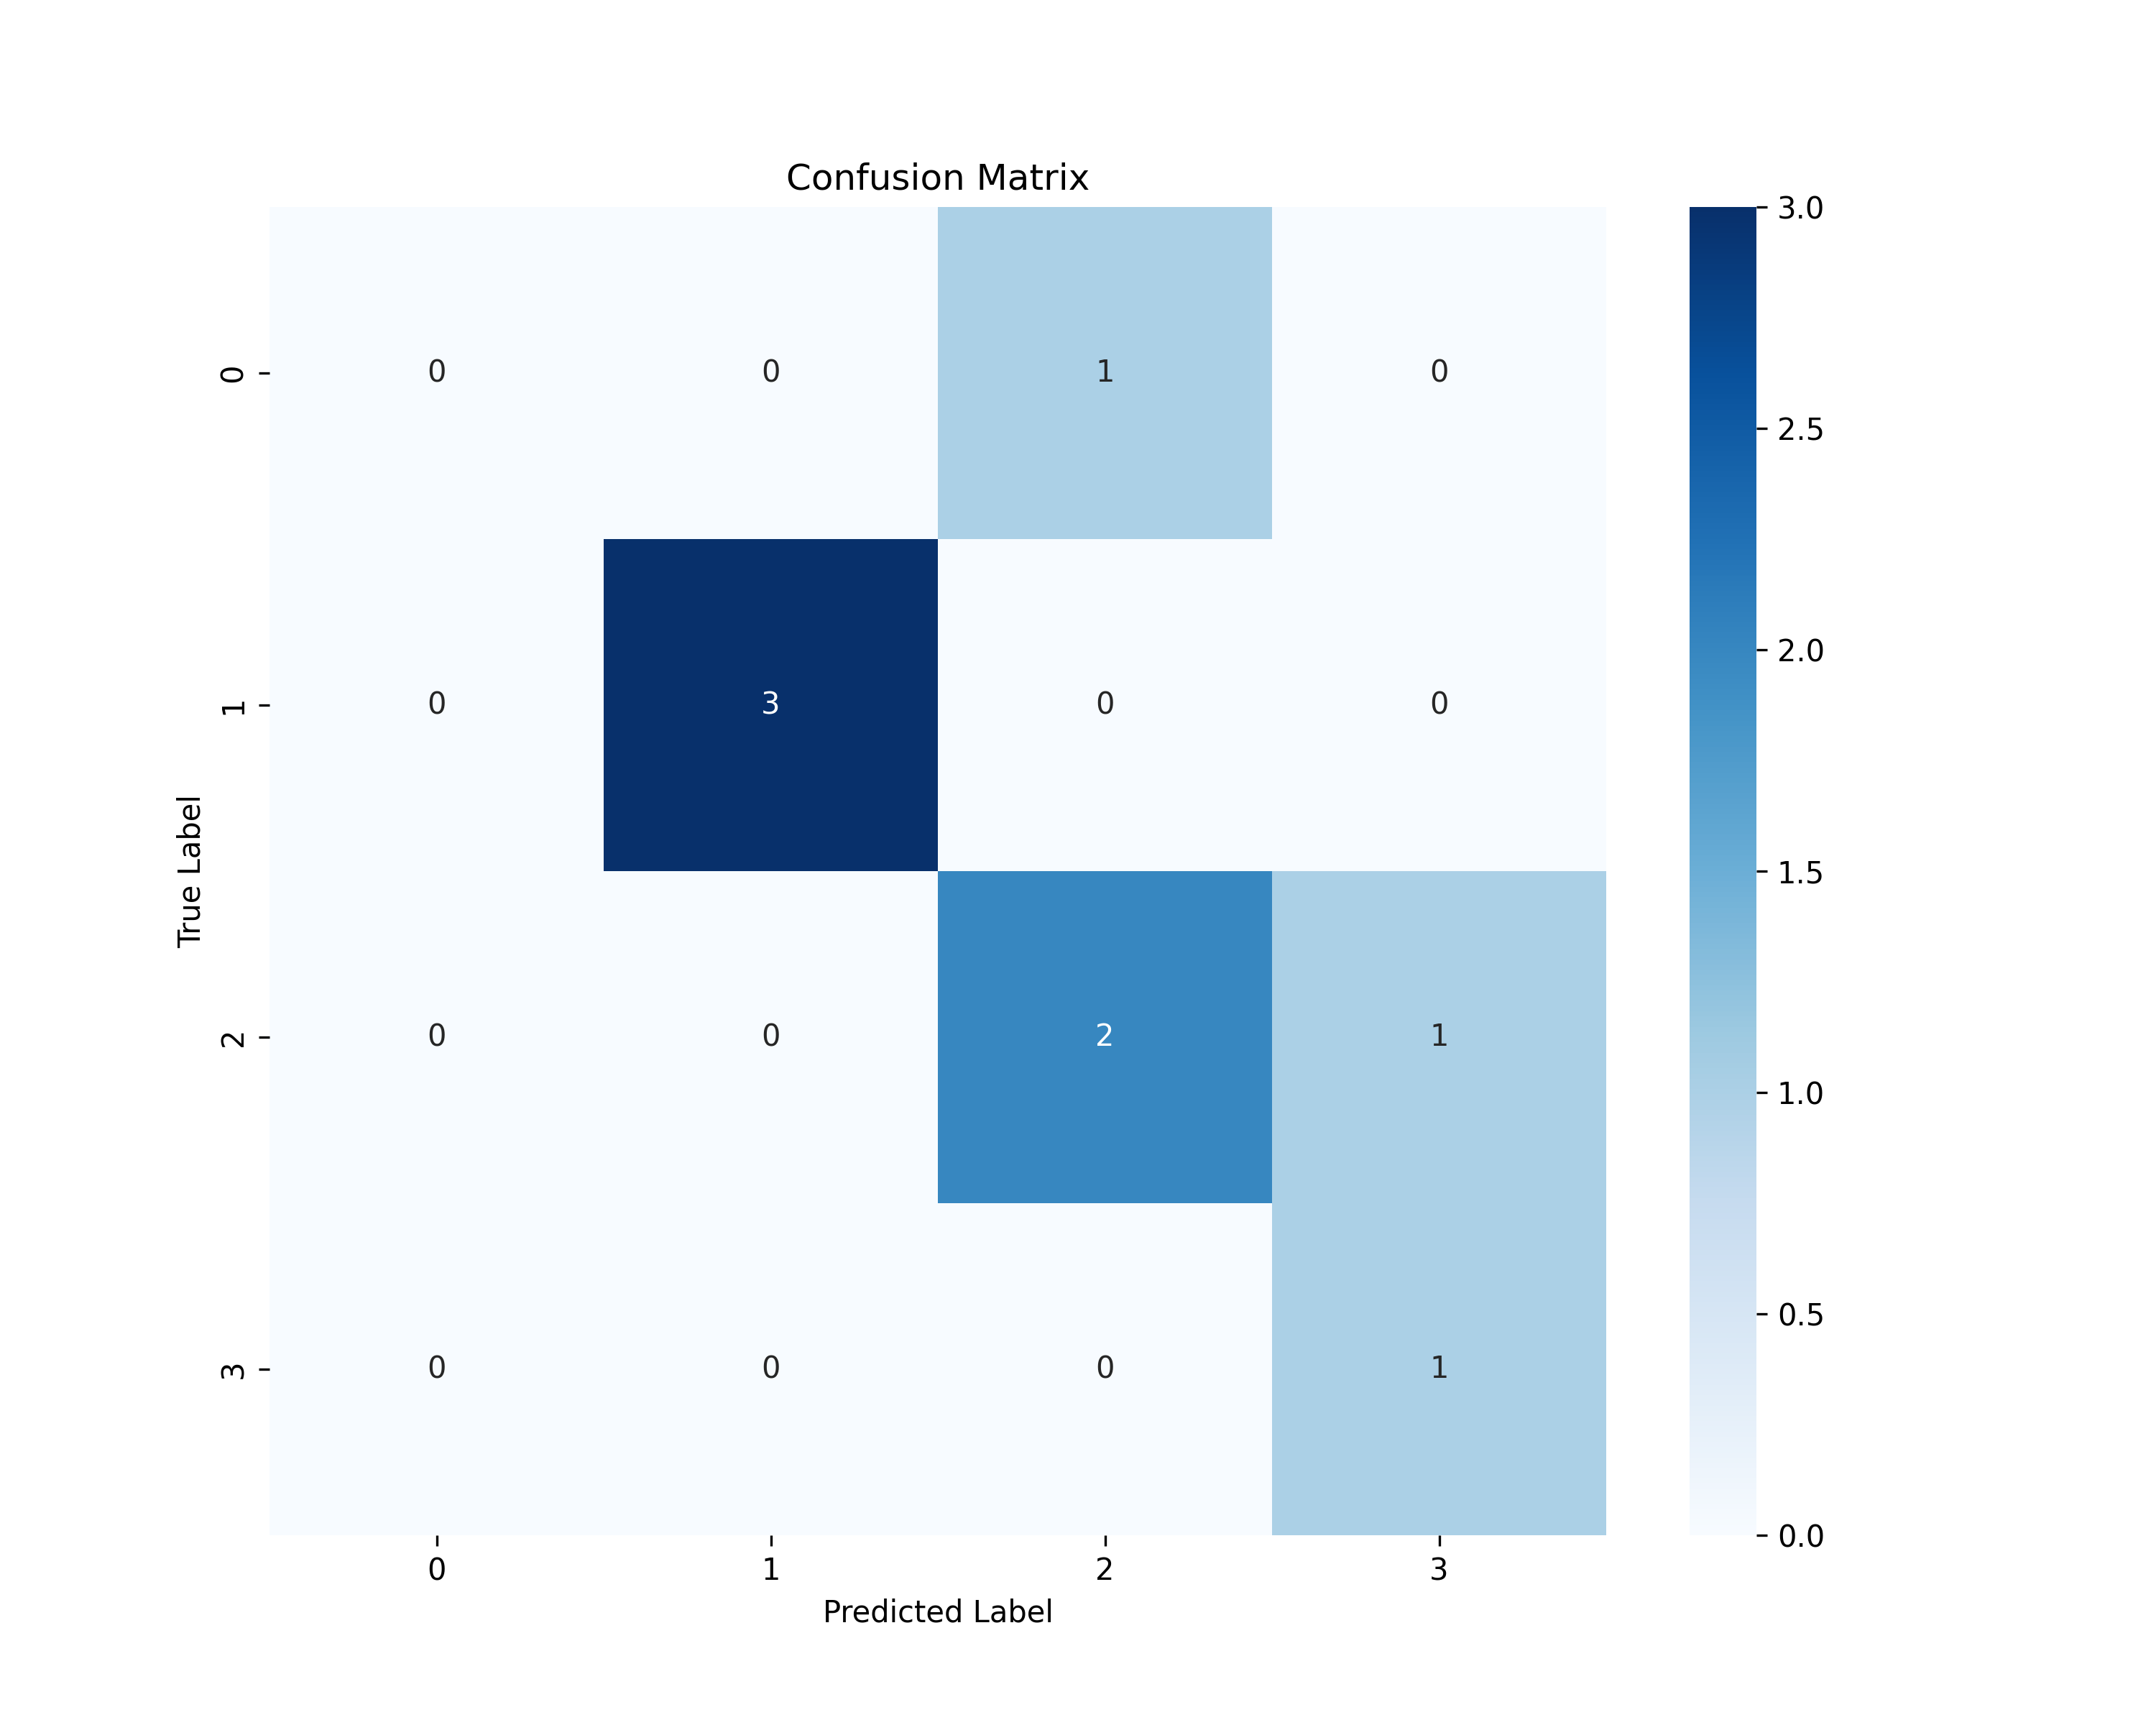 Confusion Matrix
True Label
0 0 0 1 0
1 0 3 0 0
2 0 0 2 1
3 0 0 0 1
0 1 2 3
Predicted Label
3.0
2.5
2.0
1.5
1.0
0.5
0.0